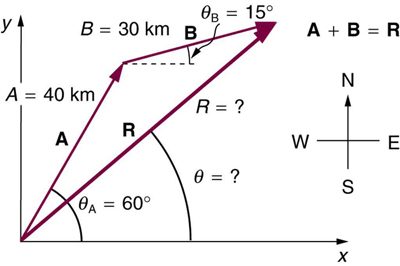 y
B = 30 km
θB = 15°
B
A + B = R
A = 40 km
N
A
R
R = ?
W
E
θ = ?
S
θA = 60°
x